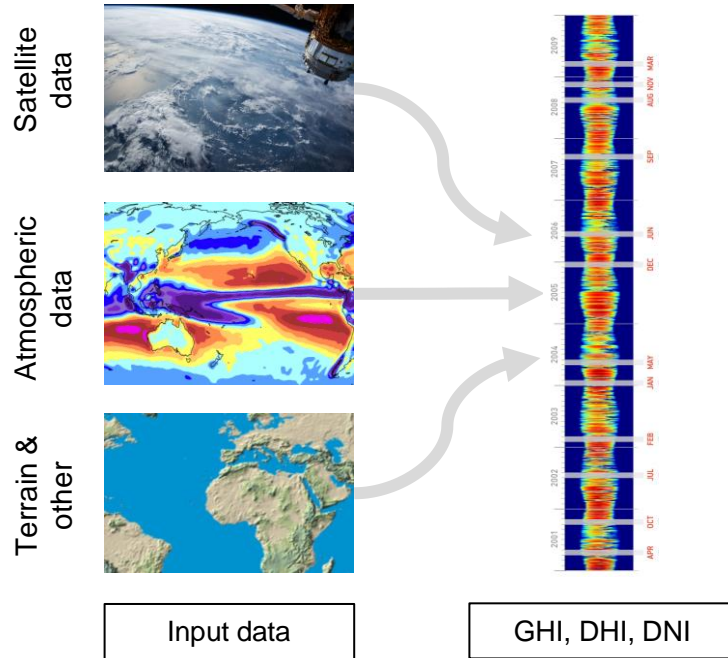 Satellite
data
Atmospheric
data
Terrain &
other
Input data
2009
2008
2007
2006
2005
2004
2003
2002
2001
MAR
NOV
AUG
SEP
JUN
DEC
MAY
JAN
FEB
JUL
OCT
APR
GHI, DHI, DNI